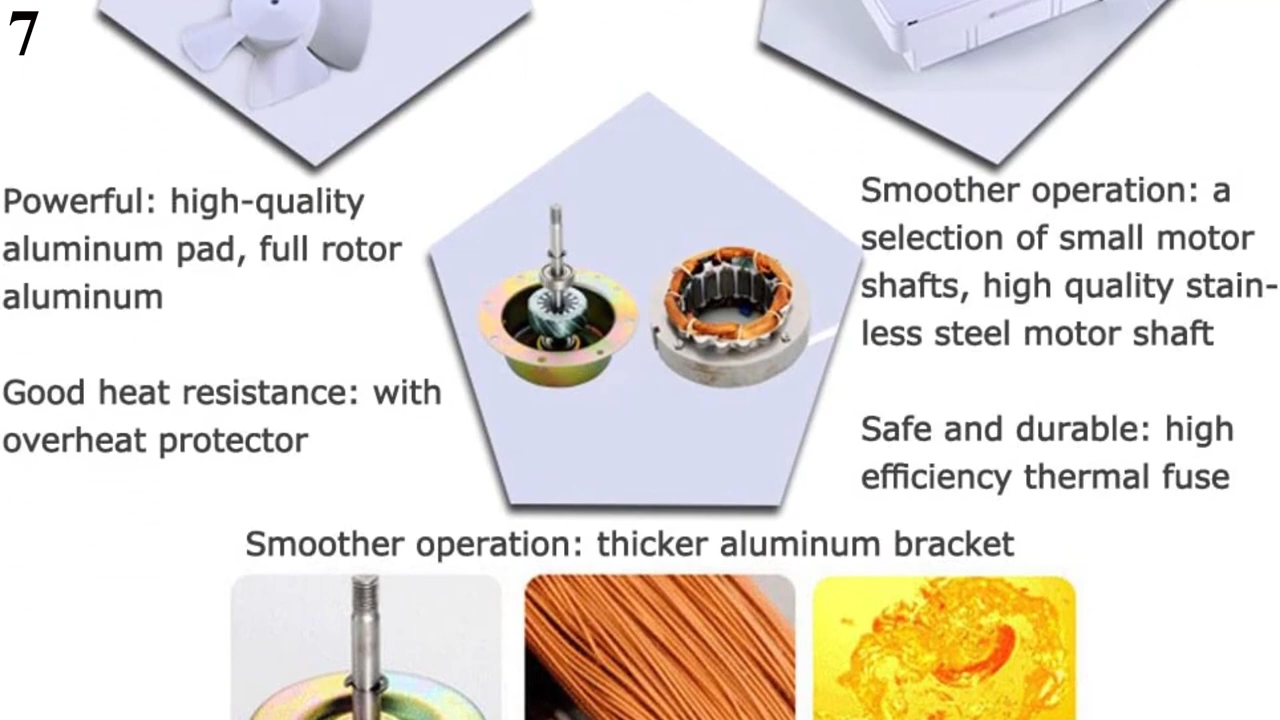 7
Powerful: high-quality
aluminum pad, full rotor
aluminum
Good heat resistance: with
overheat protector
Smoother operation: a
selection of small motor
shafts, high quality stain-
less steel motor shaft
Safe and durable: high
efficiency thermal fuse
Smoother operation: thicker aluminum bracket